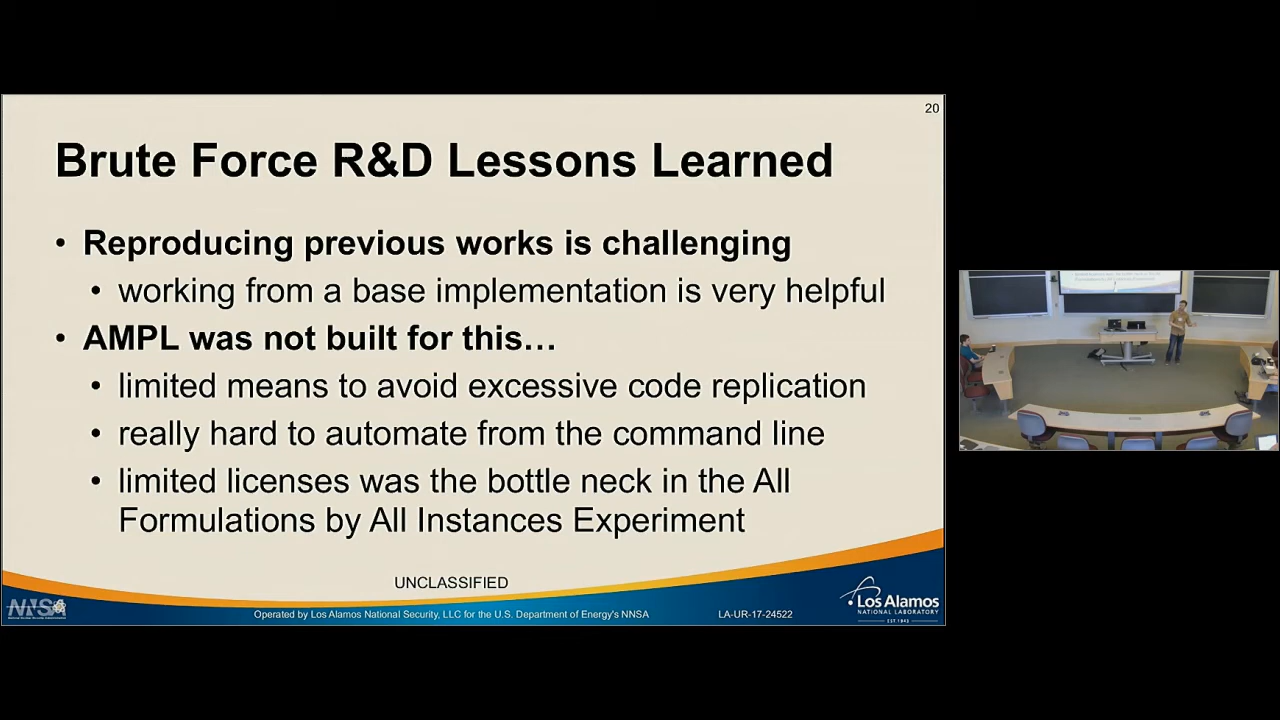 20
Brute Force R&D Lessons Learned
• Reproducing previous works is challenging
• working from a base implementation is very helpful
• AMPL was not built for this…
• limited means to avoid excessive code replication
• really hard to automate from the command line
• limited licenses was the bottle neck in the All
Formulations by All Instances Experiment
UNCLASSIFIED
NNSA
Operated by Los Alamos National Security, LLC for the U.S. Department of Energy's NNSA
LA-UR-17-24522
Los Alamos
NATIONAL LABORATORY
EST. 1943